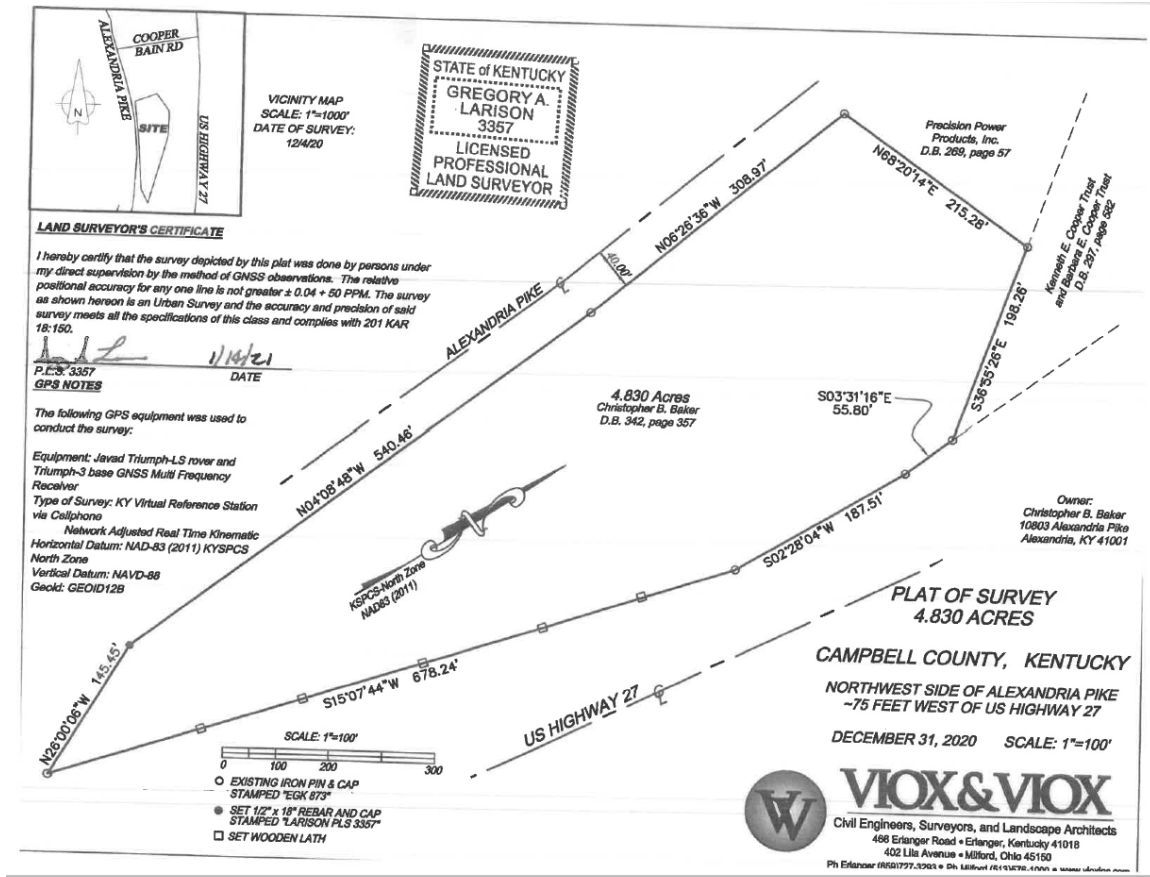 ALEXANDRIA PIKE
COOPER
BAIN RD
N
SITE
US HIGHWAY 27
VICINITY MAP
SCALE: 1"=1000'
DATE OF SURVEY:
12/4/20
STATE of KENTUCKY
GREGORY A.
LARISON
3357
LICENSED
PROFESSIONAL
LAND SURVEYOR
LAND SURVEYOR'S CERTIFICATE
I hereby certify that the survey depicted by this plat was done by persons under
my direct supervision by the method of GNSS observations. The relative
positional accuracy for any one line is not greater ± 0.04 + 50 PPM. The survey
as shown hereon is an Urban Survey and the accuracy and precision of said
survey meets all the specifications of this class and complies with 201 KAR
18:150.
1/14/21
P.L.S. 3357
DATE
GPS NOTES
The following GPS equipment was used to
conduct the survey:
Equipment: Javad Triumph-LS rover and
Triumph-3 base GNSS Multi Frequency
Receiver
Type of Survey: KY Virtual Reference Station
via Cellphone
Network Adjusted Real Time Kinematic
Horizontal Datum: NAD-83 (2011) KYSPCS
North Zone
Vertical Datum: NAVD-88
Geoid: GEOID12B
N06°26'36"W 308.97'
N68°20'14"E 215.28'
Precision Power
Products, Inc.
D.B. 269, page 57
Kenneth E. Cooper Trust
and Barbara E. Cooper Trust
D.B. 297, page 582
40.00'
ALEXANDRIA PIKE
S36°55'26"E 198.26'
S03°31'16"E
55.80'
4.830 Acres
Christopher B. Baker
D.B. 342, page 357
N04°08'48"W 540.46'
S02°28'04"W 187.51'
N
KSPCS-North Zone
NAD83 (2011)
Owner:
Christopher B. Baker
10803 Alexandria Pike
Alexandria, KY 41001
N26°00'06"W 145.45'
S15°07'44"W 678.24'
US HIGHWAY 27
PLAT OF SURVEY
4.830 ACRES
CAMPBELL COUNTY, KENTUCKY
NORTHWEST SIDE OF ALEXANDRIA PIKE
~75 FEET WEST OF US HIGHWAY 27
DECEMBER 31, 2020 SCALE: 1"=100'
SCALE: 1"=100'
0 100 200 300
EXISTING IRON PIN & CAP
STAMPED "EGK 873"
SET 1/2" x 18" REBAR AND CAP
STAMPED "LARISON PLS 3357"
SET WOODEN LATH
VV
VIOX & VIOX
Civil Engineers, Surveyors, and Landscape Architects
466 Erlanger Road • Erlanger, Kentucky 41018
402 Lila Avenue • Milford, Ohio 45150
Ph Erlanger (859)727-3293 • Ph Milford (513)576-1000 • www.vioxinc.com